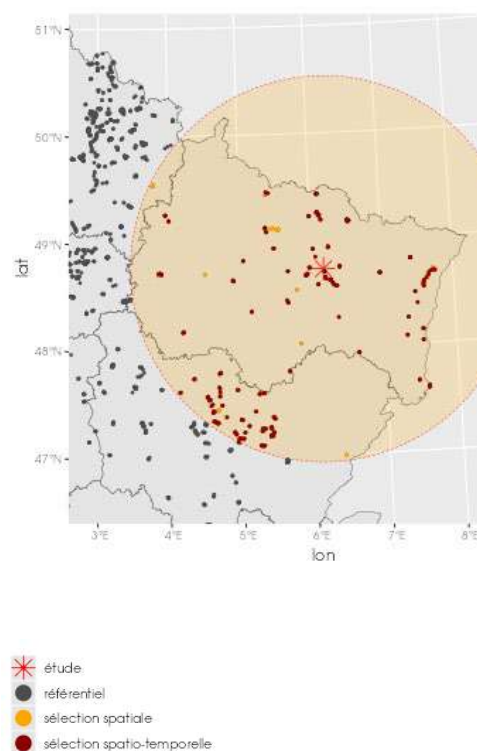 51°N
50°N
49°N
48°N
47°N
lat
3°E 4°E 5°E 6°E 7°E 8°E
lon
étude
référentiel
sélection spatiale
sélection spatio-temporelle